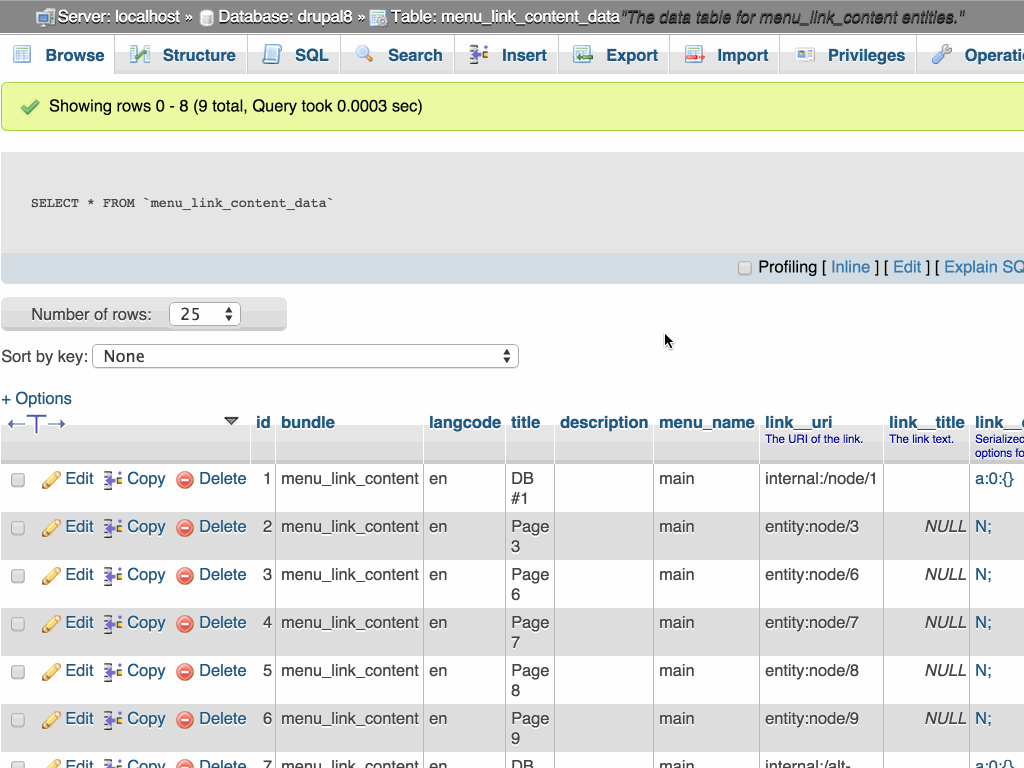 Server: localhost » Database: drupal8 » Table: menu_link_content_data "The data table for menu_link_content entities."
Browse Structure SQL Search Insert Export Import Privileges Operati
Showing rows 0 - 8 (9 total, Query took 0.0003 sec)
SELECT * FROM `menu_link_content_data`
Profiling [ Inline ] [ Edit ] [ Explain SQ
Number of rows: 25
Sort by key: None
+ Options
←T→ id bundle langcode title description menu_name link__uri link__title link__
The URI of the link. The link text. Serialized
options fo
Edit Copy Delete 1 menu_link_content en DB main internal:/node/1 a:0:{}
#1
Edit Copy Delete 2 menu_link_content en Page main entity:node/3 NULL N;
3
Edit Copy Delete 3 menu_link_content en Page main entity:node/6 NULL N;
6
Edit Copy Delete 4 menu_link_content en Page main entity:node/7 NULL N;
7
Edit Copy Delete 5 menu_link_content en Page main entity:node/8 NULL N;
8
Edit Copy Delete 6 menu_link_content en Page main entity:node/9 NULL N;
9
Edit Copy Delete 7 menu_link_content en DB main internal:/alt- a:0:{}